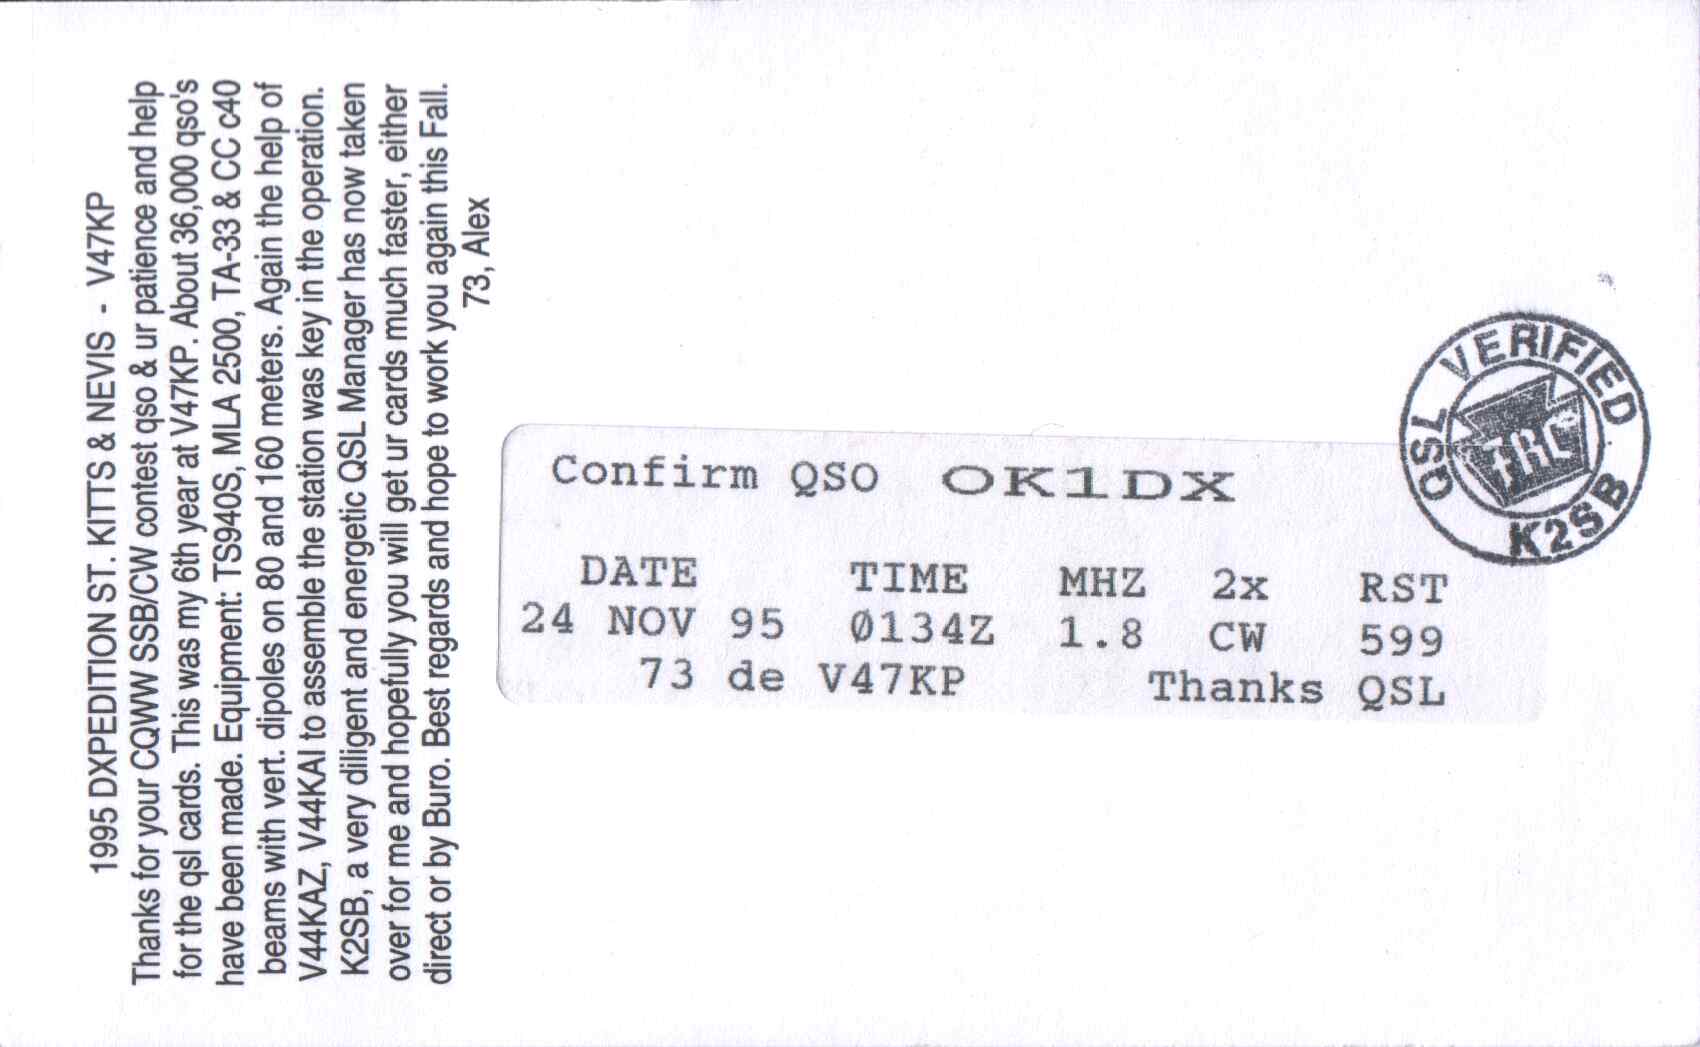 1995 DXPEDITION ST. KITTS & NEVIS - V47KP
Thanks for your CQWW SSB/CW contest qso & ur patience and help
for the qsl cards. This was my 6th year at V47KP. About 36,000 qso's
have been made. Equipment: TS940S, MLA 2500, TA-33 & CC c40
beams with vert. dipoles on 80 and 160 meters. Again the help of
V44KAZ, V44KAI to assemble the station was key in the operation.
K2SB, a very diligent and energetic QSL Manager has now taken
over for me and hopefully you will get ur cards much faster, either
direct or by Buro. Best regards and hope to work you again this Fall.
73, Alex
Confirm QSO OK1DX
DATE TIME MHZ 2x RST
24 NOV 95 0134Z 1.8 CW 599
73 de V47KP Thanks QSL
QSL VERIFIED
FRC
K2SB